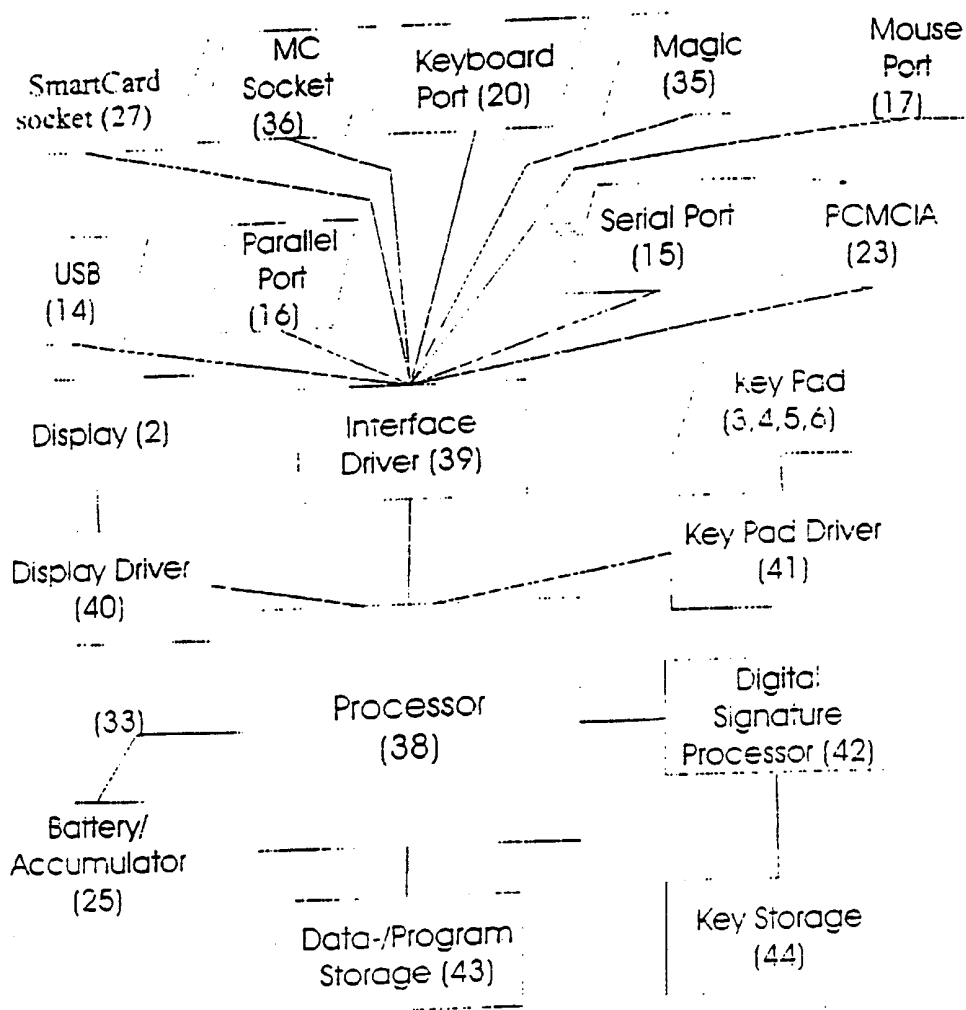 SmartCard
socket (27)
MC
Socket
(36)
Keyboard
Port (20)
Magic
(35)
Mouse
Port
(17)
USB
(14)
Parallel
Port
(16)
Serial Port
(15)
PCMCIA
(23)
Display (2)
Interface
Driver (39)
Key Pad
(3,4,5,6)
Display Driver
(40)
Key Pad Driver
(41)
(33)
Processor
(38)
Digital
Signature
Processor (42)
Battery/
Accumulator
(25)
Data-/Program
Storage (43)
Key Storage
(44)